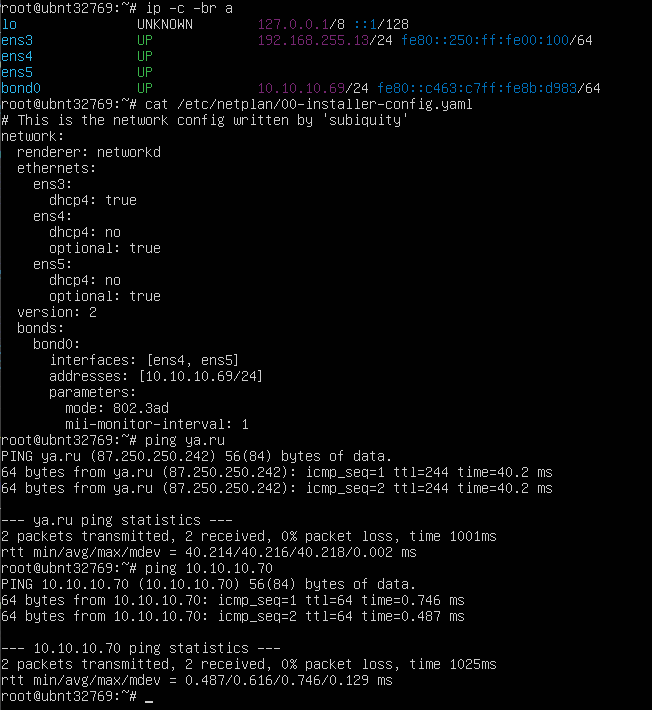 root@ubnt32769:~# ip -c -br a
lo               UNKNOWN        127.0.0.1/8 ::1/128
ens3             UP             192.168.255.13/24 fe80::250:ff:fe00:100/64
ens4             UP
ens5             UP
bond0            UP             10.10.10.69/24 fe80::c463:c7ff:fe8b:d983/64
root@ubnt32769:~# cat /etc/netplan/00-installer-config.yaml
# This is the network config written by 'subiquity'
network:
  renderer: networkd
  ethernets:
    ens3:
      dhcp4: true
    ens4:
      dhcp4: no
      optional: true
    ens5:
      dhcp4: no
      optional: true
  version: 2
  bonds:
    bond0:
      interfaces: [ens4, ens5]
      addresses: [10.10.10.69/24]
      parameters:
        mode: 802.3ad
        mii-monitor-interval: 1
root@ubnt32769:~# ping ya.ru
PING ya.ru (87.250.250.242) 56(84) bytes of data.
64 bytes from ya.ru (87.250.250.242): icmp_seq=1 ttl=244 time=40.2 ms
64 bytes from ya.ru (87.250.250.242): icmp_seq=2 ttl=244 time=40.2 ms

--- ya.ru ping statistics ---
2 packets transmitted, 2 received, 0% packet loss, time 1001ms
rtt min/avg/max/mdev = 40.214/40.216/40.218/0.002 ms
root@ubnt32769:~# ping 10.10.10.70
PING 10.10.10.70 (10.10.10.70) 56(84) bytes of data.
64 bytes from 10.10.10.70: icmp_seq=1 ttl=64 time=0.746 ms
64 bytes from 10.10.10.70: icmp_seq=2 ttl=64 time=0.487 ms

--- 10.10.10.70 ping statistics ---
2 packets transmitted, 2 received, 0% packet loss, time 1025ms
rtt min/avg/max/mdev = 0.487/0.616/0.746/0.129 ms
root@ubnt32769:~# _